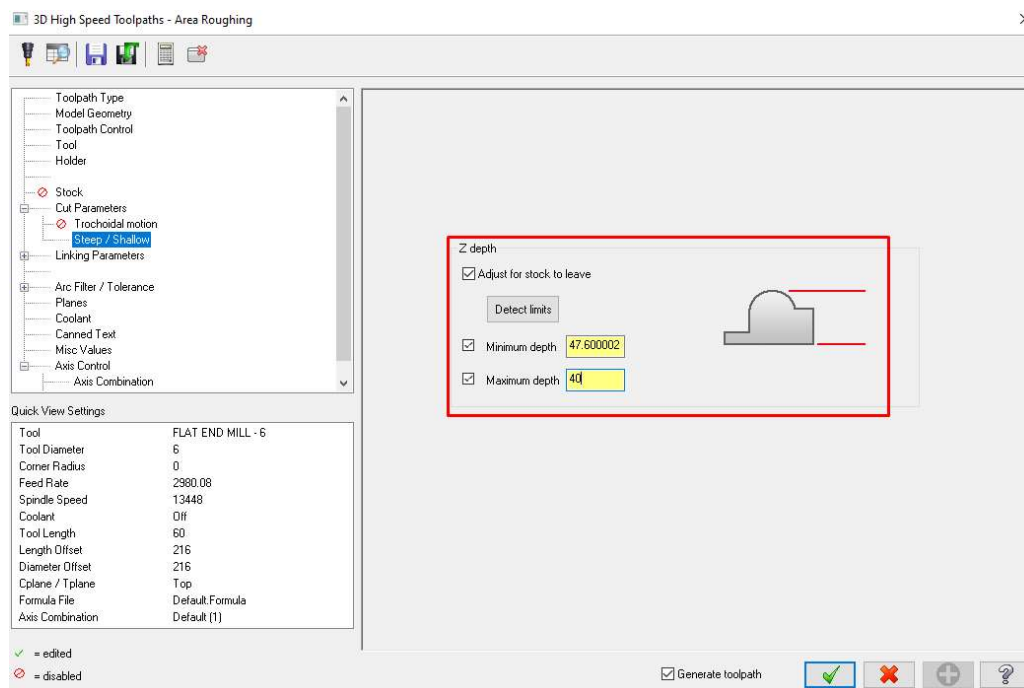 3D High Speed Toolpaths - Area Roughing
Toolpath Type
Model Geometry
Toolpath Control
Tool
Holder
Stock
Cut Parameters
Trochoidal motion
Steep / Shallow
Linking Parameters
Arc Filter / Tolerance
Planes
Coolant
Canned Text
Misc Values
Axis Control
Axis Combination
Z depth
Adjust for stock to leave
Detect limits
Minimum depth 47.600002
Maximum depth 40
Quick View Settings
Tool FLAT END MILL - 6
Tool Diameter 6
Corner Radius 0
Feed Rate 2980.08
Spindle Speed 13448
Coolant Off
Tool Length 60
Length Offset 216
Diameter Offset 216
Cplane / Tplane Top
Formula File Default.Formula
Axis Combination Default (1)
= edited
= disabled
Generate toolpath